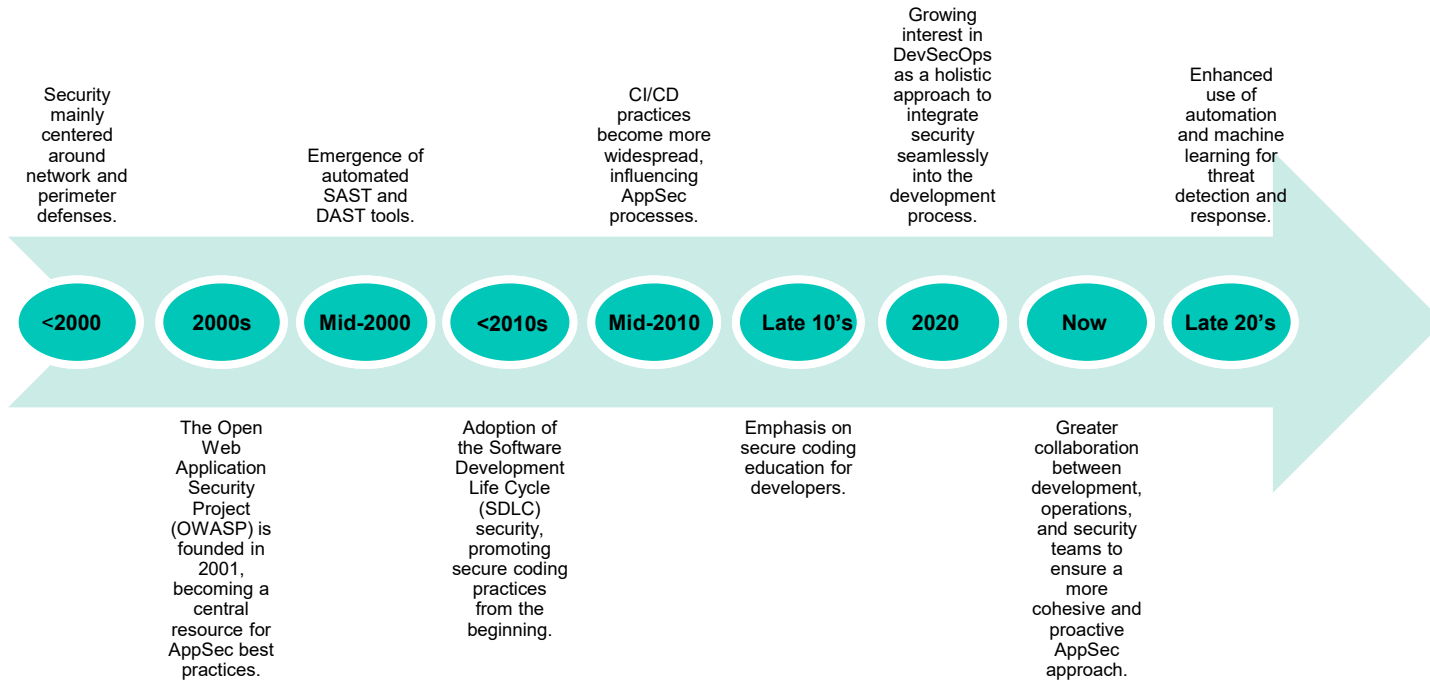 Security
mainly
centered
around
network and
perimeter
defenses.
Emergence of
automated
SAST and
DAST tools.
CI/CD
practices
become more
widespread,
influencing
AppSec
processes.
Growing
interest in
DevSecOps
as a holistic
approach to
integrate
security
seamlessly
into the
development
process.
Enhanced
use of
automation
and machine
learning for
threat
detection and
response.
<2000
2000s
Mid-2000
<2010s
Mid-2010
Late 10’s
2020
Now
Late 20’s
The Open
Web
Application
Security
Project
(OWASP) is
founded in
2001,
becoming a
central
resource for
AppSec best
practices.
Adoption of
the Software
Development
Life Cycle
(SDLC)
security,
promoting
secure coding
practices
from the
beginning.
Emphasis on
secure coding
education for
developers.
Greater
collaboration
between
development,
operations,
and security
teams to
ensure a
more
cohesive and
proactive
AppSec
approach.